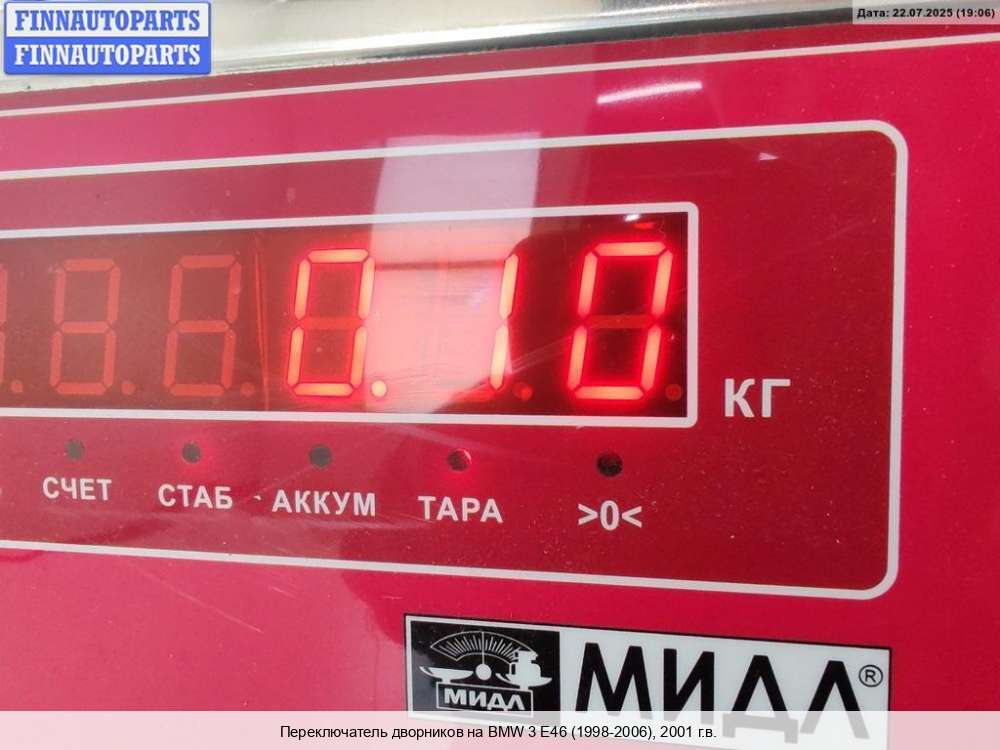 FINNAUTOPARTS
FINNAUTOPARTS
Дата: 22.07.2025 (19:06)
0.10
КГ
СЧЕТ СТАБ АККУМ ТАРА >0<
МИДЛ
МИДЛ®
Переключатель дворников на BMW 3 E46 (1998-2006), 2001 г.в.